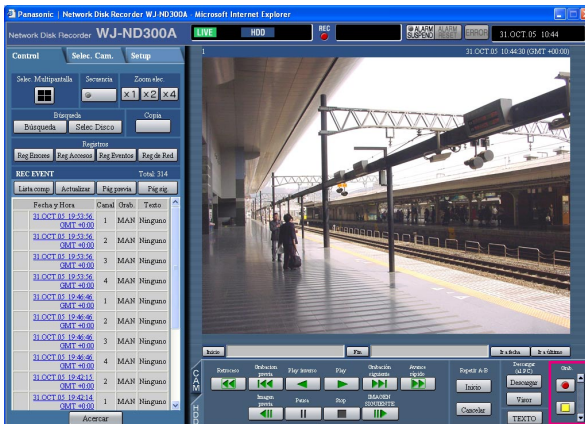 Panasonic | Network Disk Recorder WJ-ND300A - Microsoft Internet Explorer
Network Disk Recorder WJ-ND300A
LIVE HDD REC ALARM SUSPEND ALARM RESET ERROR 31.OCT.05 10:44
Control Selec. Cam. Setup
1 31.OCT.05 10:44:30 (GMT +00:00)
Selec. Multipantalla Secuencia Zoom elec.
x1 x2 x4
Búsqueda Copia
Búsqueda Selec Disco
Registros
Reg Errores Reg Accesos Reg Eventos Reg de Red
REC EVENT Total: 314
Lista comp Actualizar Pág previa Pág sig.
Fecha y Hora Canal Grab. Texto
31.OCT.05 19:53:56 GMT +0:00 1 MAN Ninguno
31.OCT.05 19:53:56 GMT +0:00 2 MAN Ninguno
31.OCT.05 19:53:56 GMT +0:00 3 MAN Ninguno
31.OCT.05 19:53:56 GMT +0:00 4 MAN Ninguno
31.OCT.05 19:46:46 GMT +0:00 1 MAN Ninguno
31.OCT.05 19:46:46 GMT +0:00 2 MAN Ninguno
31.OCT.05 19:46:46 GMT +0:00 3 MAN Ninguno
31.OCT.05 19:46:46 GMT +0:00 4 MAN Ninguno
31.OCT.05 19:42:15 GMT +0:00 2 MAN Ninguno
31.OCT.05 19:42:14 GMT +0:00 1 MAN Ninguno
Acercar
Inicio Fin Ir a fecha Ir a último
CAM
HDD
Retroceso Grabacion previa Play Inverso Play Grabación siguiente Avance rápido
Imagen previa Pausa Stop IMAGEN SIGUIENTE
Repetir A-B
Inicio
Cancelar
Descargar (al PC)
Descargar
Visor
TEXTO
Grab.